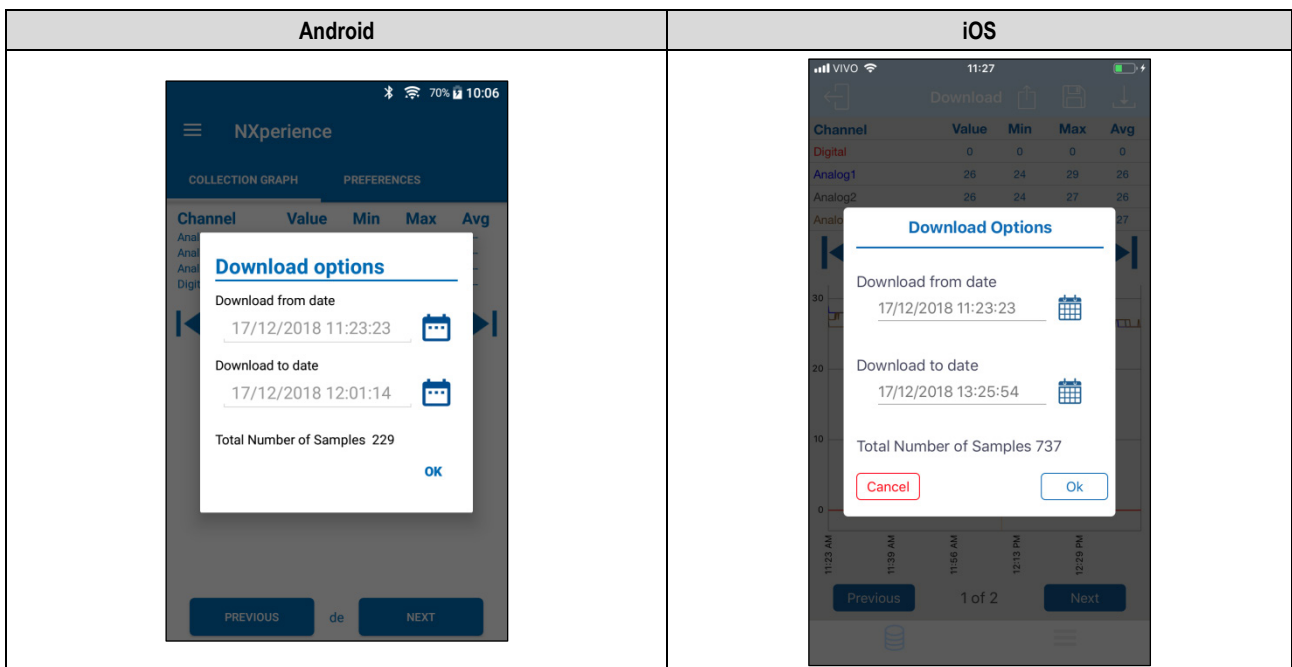 Android
iOS
70% 10:06
NXperience
COLLECTION GRAPH PREFERENCES
Channel Value Min Max Avg
Anal
Anal
Anal
Digit
Download options
Download from date
17/12/2018 11:23:23
Download to date
17/12/2018 12:01:14
Total Number of Samples 229
OK
PREVIOUS de NEXT
VIVO 11:27
Download
Channel Value Min Max Avg
Digital 0 0 0 0
Analog1 26 24 29 26
Analog2 26 24 27 26
Analo 27
Download Options
Download from date
17/12/2018 11:23:23
Download to date
17/12/2018 13:25:54
Total Number of Samples 737
Cancel Ok
30
20
10
0
11:23 AM
11:39 AM
11:56 AM
12:13 PM
12:29 PM
Previous 1 of 2 Next